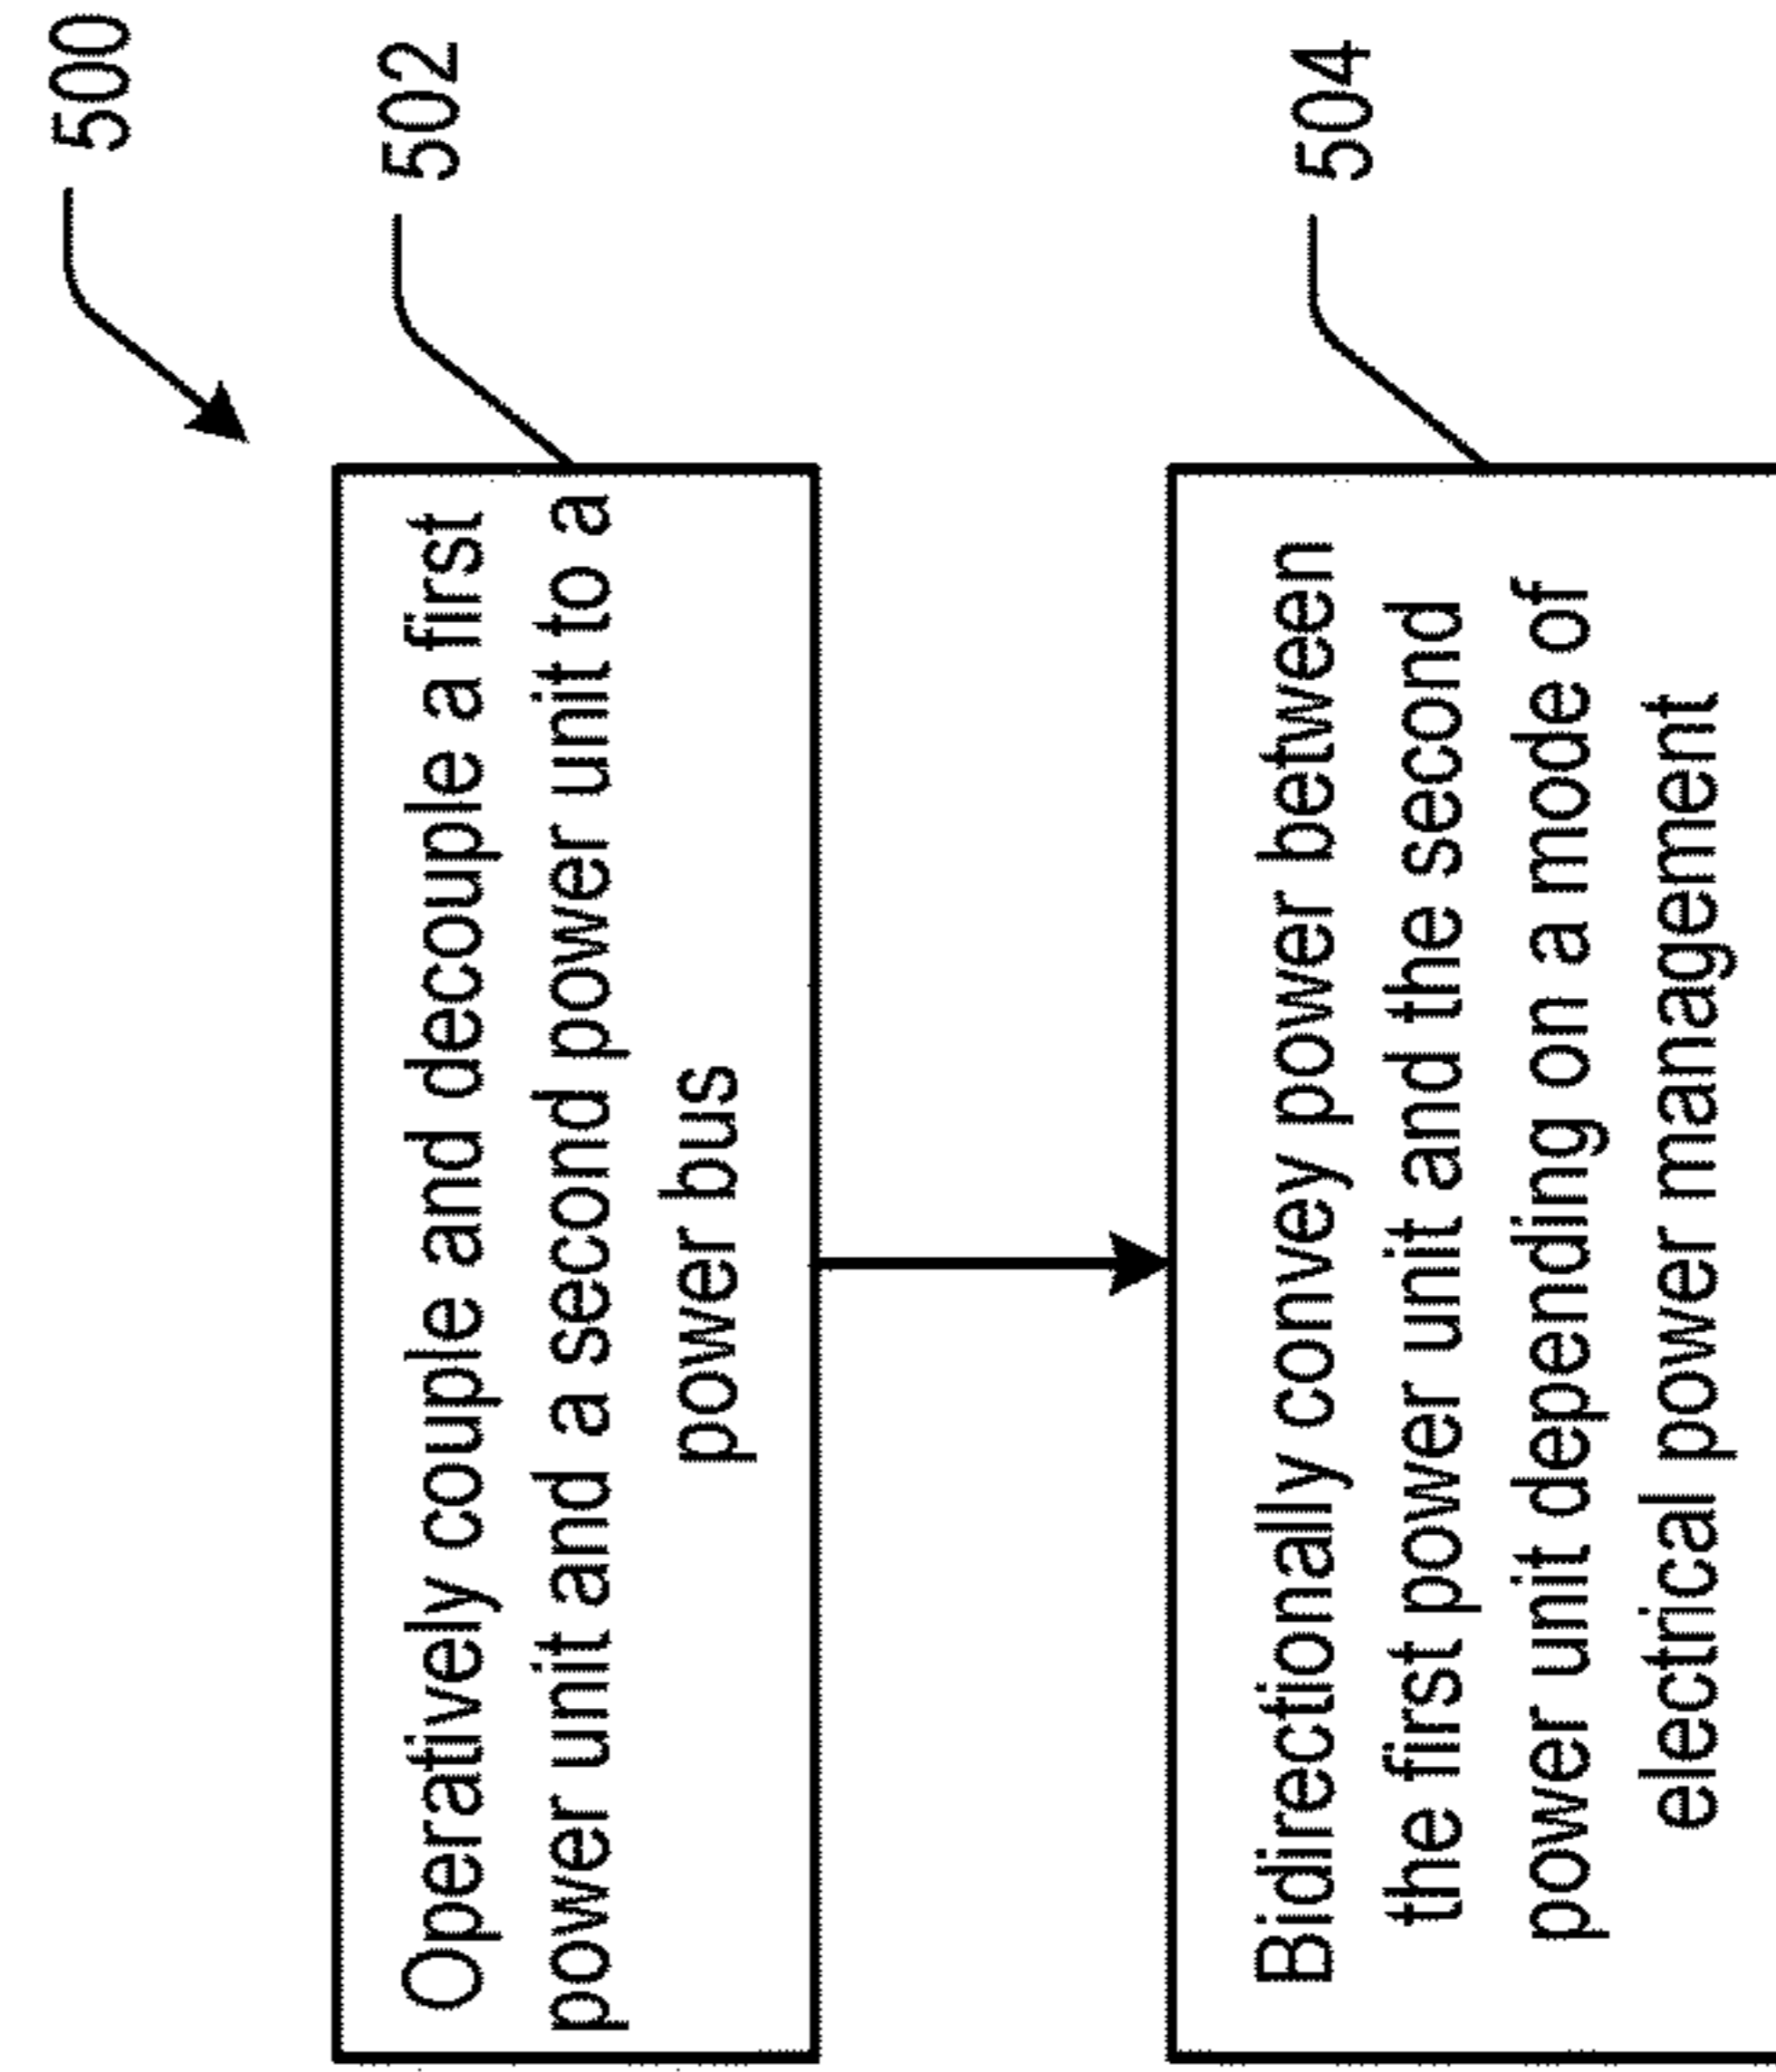 500
502
Operatively couple and decouple a first
power unit and a second power unit to a
power bus
504
Bidirectionally convey power between
the first power unit and the second
power unit depending on a mode of
electrical power management